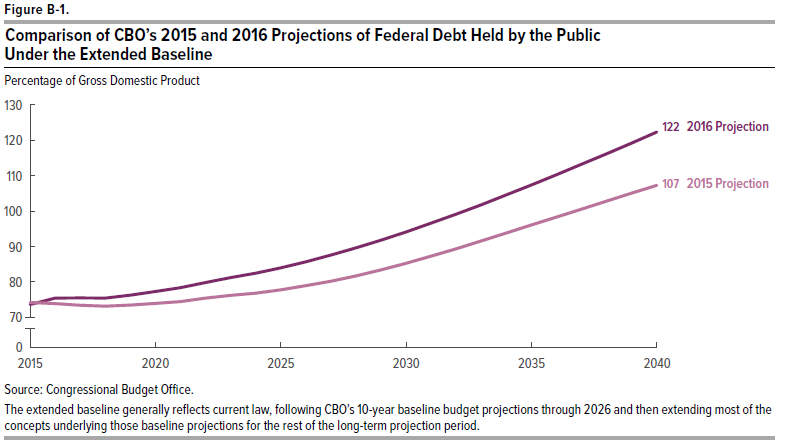 Figure B-1.
Comparison of CBO's 2015 and 2016 Projections of Federal Debt Held by the Public
Under the Extended Baseline
Percentage of Gross Domestic Product
130
120
110
100
90
80
70
0
122 2016 Projection
107 2015 Projection
2015 2020 2025 2030 2035 2040
Source: Congressional Budget Office.
The extended baseline generally reflects current law, following CBO's 10-year baseline budget projections through 2026 and then extending most of the
concepts underlying those baseline projections for the rest of the long-term projection period.